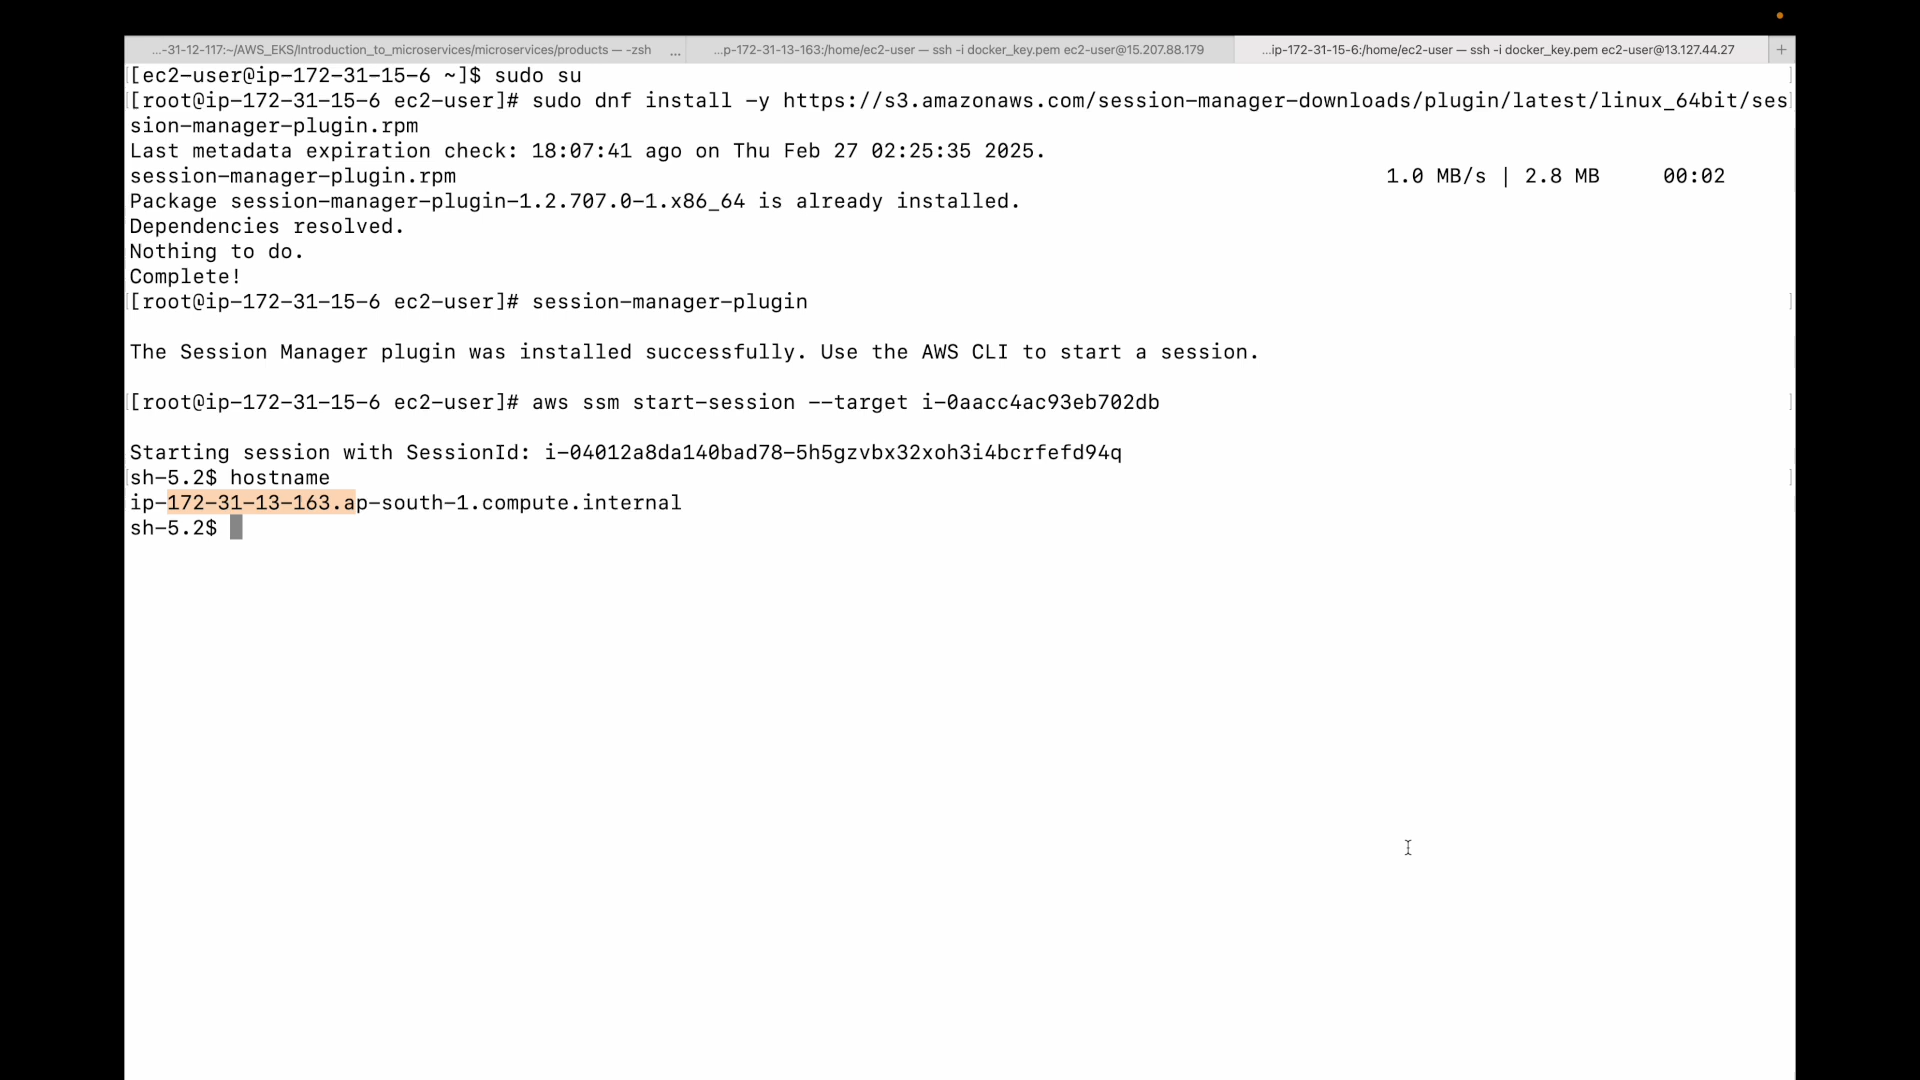 ...-31-12-117:~/AWS_EKS/Introduction_to_microservices/microservices/products — -zsh ... ...p-172-31-13-163:/home/ec2-user — ssh -i docker_key.pem ec2-user@15.207.88.179 ...ip-172-31-15-6:/home/ec2-user — ssh -i docker_key.pem ec2-user@13.127.44.27 +
[ec2-user@ip-172-31-15-6 ~]$ sudo su
[root@ip-172-31-15-6 ec2-user]# sudo dnf install -y https://s3.amazonaws.com/session-manager-downloads/plugin/latest/linux_64bit/ses
sion-manager-plugin.rpm
Last metadata expiration check: 18:07:41 ago on Thu Feb 27 02:25:35 2025.
session-manager-plugin.rpm 1.0 MB/s | 2.8 MB 00:02
Package session-manager-plugin-1.2.707.0-1.x86_64 is already installed.
Dependencies resolved.
Nothing to do.
Complete!
[root@ip-172-31-15-6 ec2-user]# session-manager-plugin
The Session Manager plugin was installed successfully. Use the AWS CLI to start a session.
[root@ip-172-31-15-6 ec2-user]# aws ssm start-session --target i-0aacc4ac93eb702db
Starting session with SessionId: i-04012a8da140bad78-5h5gzvbx32xoh3i4bcrfefd94q
sh-5.2$ hostname
ip-172-31-13-163.ap-south-1.compute.internal
sh-5.2$